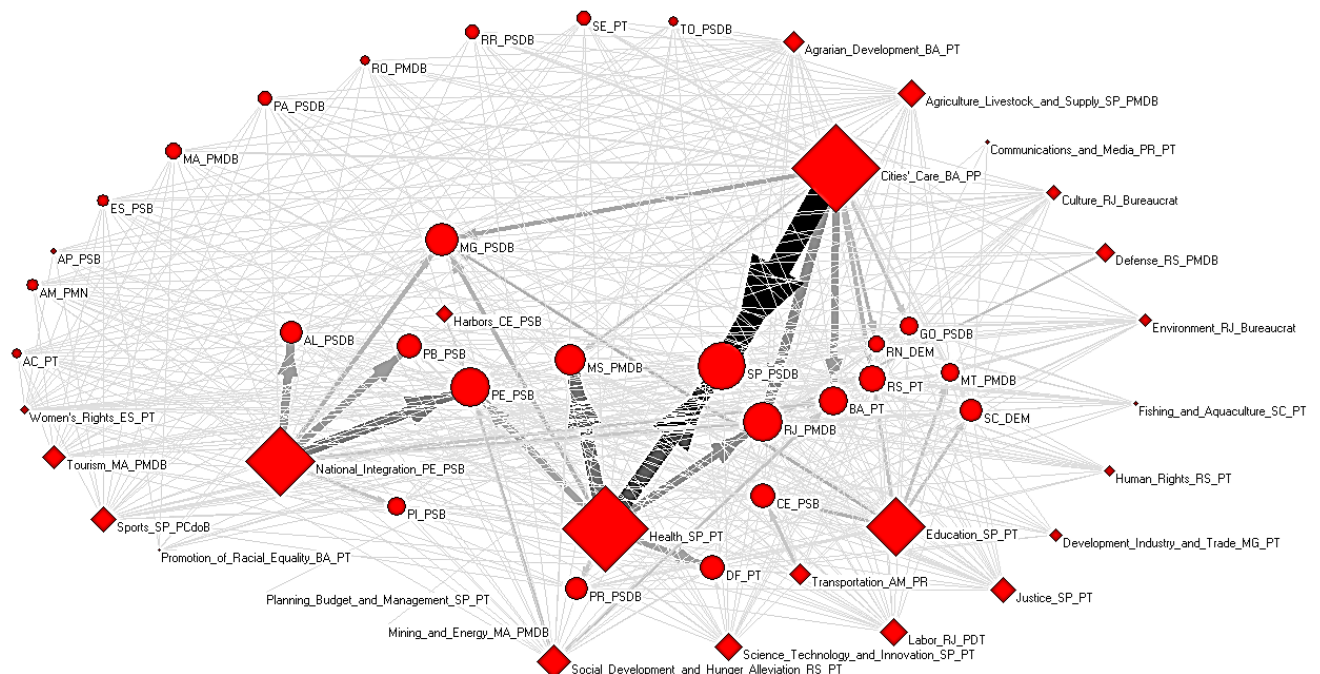 SE_PT
TO_PSDB
RR_PSDB
Agrarian_Development_BA_PT
RO_PMDB
PA_PSDB
Agriculture_Livestock_and_Supply_SP_PMDB
Communications_and_Media_PR_PT
MA_PMDB
Cities'_Care_BA_PP
Culture_RJ_Bureaucrat
ES_PSB
MG_PSDB
AP_PSB
Defense_RS_PMDB
AM_PMN
Harbors_CE_PSB
Environment_RJ_Bureaucrat
GO_PSDB
AL_PSDB
RN_DEM
PB_PSB
AC_PT
MS_PMDB
SP_PSDB
MT_PMDB
RS_PT
PE_PSB
BA_PT
Fishing_and_Aquaculture_SC_PT
Women's_Rights_ES_PT
SC_DEM
RJ_PMDB
Tourism_MA_PMDB
National_Integration_PE_PSB
Human_Rights_RS_PT
CE_PSB
PI_PSB
Sports_SP_PCdoB
Health_SP_PT
Education_SP_PT
Development_Industry_and_Trade_MG_PT
Promotion_of_Racial_Equality_BA_PT
DF_PT
Transportation_AM_PR
PR_PSDB
Justice_SP_PT
Planning_Budget_and_Management_SP_PT
Mining_and_Energy_MA_PMDB
Labor_RJ_PDT
Science_Technology_and_Innovation_SP_PT
Social_Development_and_Hunger_Alleviation_RS_PT